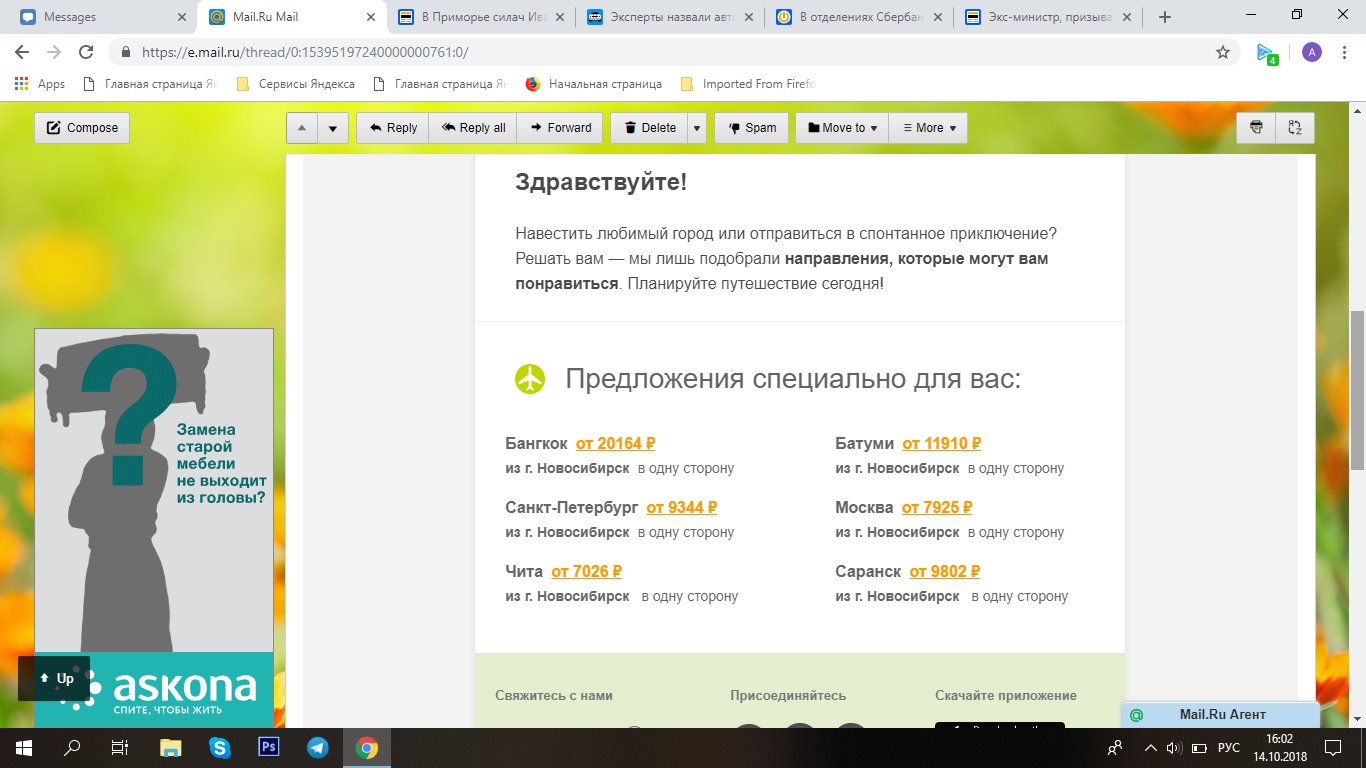 Messages
Mail.Ru Mail
В Приморье силач Ива
Эксперты назвали авто
В отделениях Сбербан
Экс-министр, призыва
https://e.mail.ru/thread/0:15395197240000000761:0/
4
A
Apps
Главная страница Ян
Сервисы Яндекса
Главная страница Ян
Начальная страница
Imported From Firefo
Compose
Reply
Reply all
Forward
Delete
Spam
Move to
More
Здравствуйте!
Навестить любимый город или отправиться в спонтанное приключение?
Решать вам — мы лишь подобрали направления, которые могут вам
понравиться. Планируйте путешествие сегодня!
Предложения специально для вас:
Бангкок от 20164 ₽
из г. Новосибирск в одну сторону
Батуми от 11910 ₽
из г. Новосибирск в одну сторону
Санкт-Петербург от 9344 ₽
из г. Новосибирск в одну сторону
Москва от 7925 ₽
из г. Новосибирск в одну сторону
Чита от 7026 ₽
из г. Новосибирск в одну сторону
Саранск от 9802 ₽
из г. Новосибирск в одну сторону
?
Замена
старой
мебели
не выходит
из головы?
askona
СПИТЕ, ЧТОБЫ ЖИТЬ
Up
Свяжитесь с нами
Присоединяйтесь
Скачайте приложение
@ Mail.Ru Агент
Ps
РУС
16:02
14.10.2018